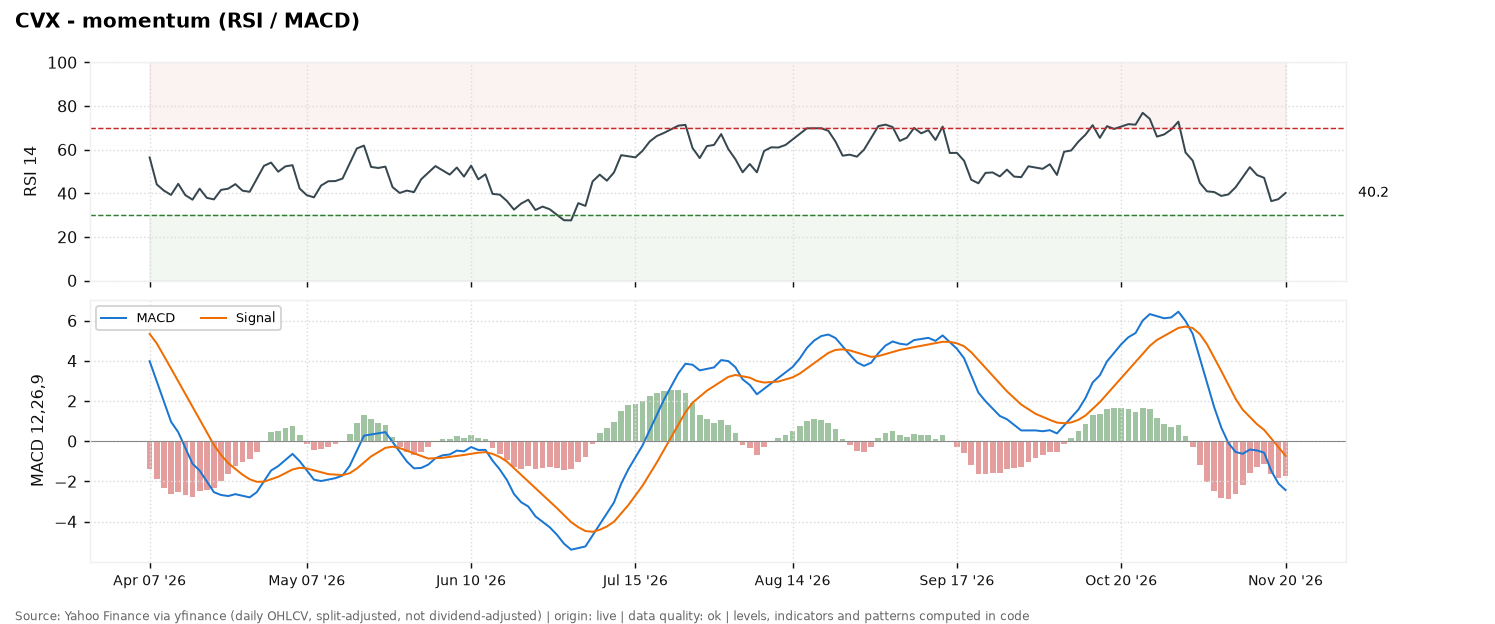 CVX - momentum (RSI / MACD)
100
80
60
40
20
0
RSI 14
40.2
MACD
Signal
6
4
2
0
−2
−4
MACD 12,26,9
Apr 07 '26
May 07 '26
Jun 10 '26
Jul 15 '26
Aug 14 '26
Sep 17 '26
Oct 20 '26
Nov 20 '26
Source: Yahoo Finance via yfinance (daily OHLCV, split-adjusted, not dividend-adjusted) | origin: live | data quality: ok | levels, indicators and patterns computed in code